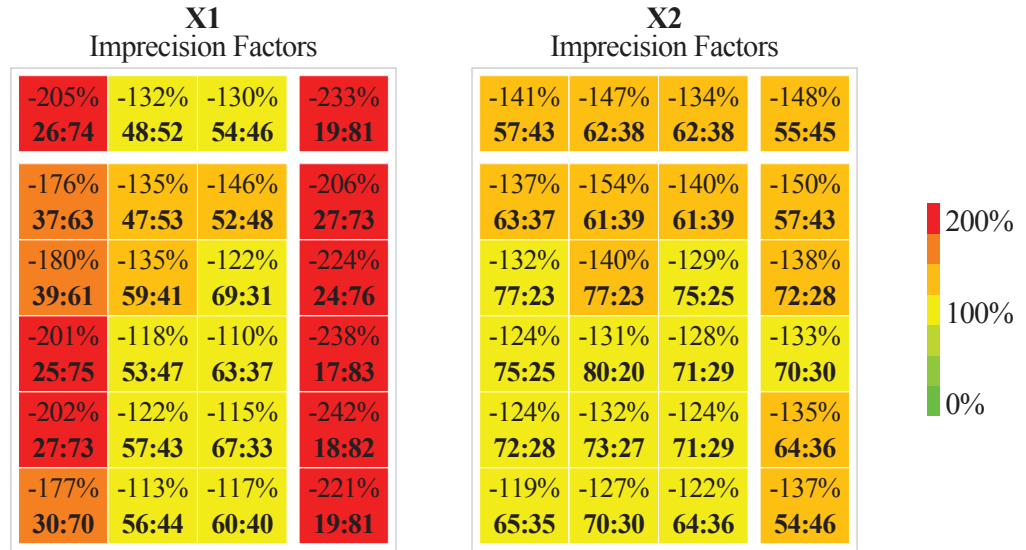 X1
Imprecision Factors
-205% -132% -130% -233%
26:74 48:52 54:46 19:81
-176% -135% -146% -206%
37:63 47:53 52:48 27:73
-180% -135% -122% -224%
39:61 59:41 69:31 24:76
-201% -118% -110% -238%
25:75 53:47 63:37 17:83
-202% -122% -115% -242%
27:73 57:43 67:33 18:82
-177% -113% -117% -221%
30:70 56:44 60:40 19:81
X2
Imprecision Factors
-141% -147% -134% -148%
57:43 62:38 62:38 55:45
-137% -154% -140% -150%
63:37 61:39 61:39 57:43
-132% -140% -129% -138%
77:23 77:23 75:25 72:28
-124% -131% -128% -133%
75:25 80:20 71:29 70:30
-124% -132% -124% -135%
72:28 73:27 71:29 64:36
-119% -127% -122% -137%
65:35 70:30 64:36 54:46
200%
100%
0%